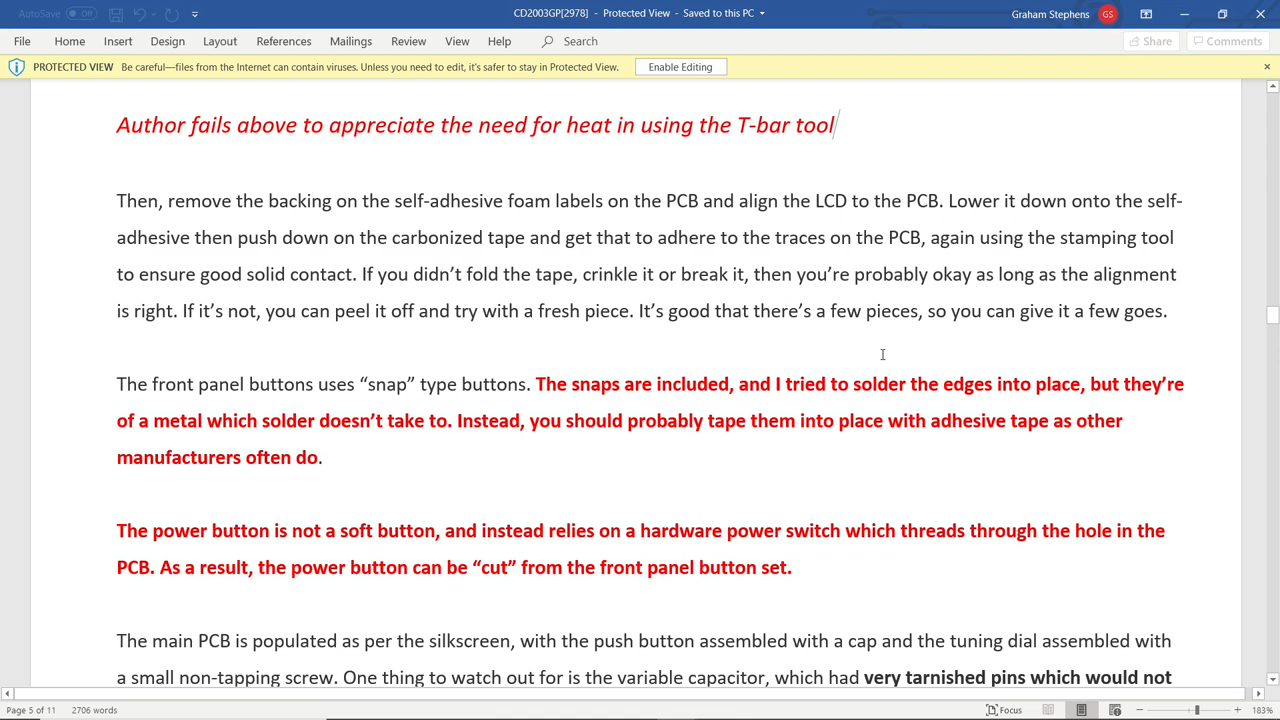 AutoSave Off CD2003GP[2978] - Protected View - Saved to this PC Graham Stephens GS
File Home Insert Design Layout References Mailings Review View Help Search Share Comments
PROTECTED VIEW Be careful—files from the Internet can contain viruses. Unless you need to edit, it's safer to stay in Protected View. Enable Editing
Author fails above to appreciate the need for heat in using the T-bar tool
Then, remove the backing on the self-adhesive foam labels on the PCB and align the LCD to the PCB. Lower it down onto the self-
adhesive then push down on the carbonized tape and get that to adhere to the traces on the PCB, again using the stamping tool
to ensure good solid contact. If you didn't fold the tape, crinkle it or break it, then you're probably okay as long as the alignment
is right. If it's not, you can peel it off and try with a fresh piece. It's good that there's a few pieces, so you can give it a few goes.
The front panel buttons uses “snap” type buttons. The snaps are included, and I tried to solder the edges into place, but they're
of a metal which solder doesn't take to. Instead, you should probably tape them into place with adhesive tape as other
manufacturers often do.
The power button is not a soft button, and instead relies on a hardware power switch which threads through the hole in the
PCB. As a result, the power button can be “cut” from the front panel button set.
The main PCB is populated as per the silkscreen, with the push button assembled with a cap and the tuning dial assembled with
a small non-tapping screw. One thing to watch out for is the variable capacitor, which had very tarnished pins which would not
Page 5 of 11 2706 words Focus 183%